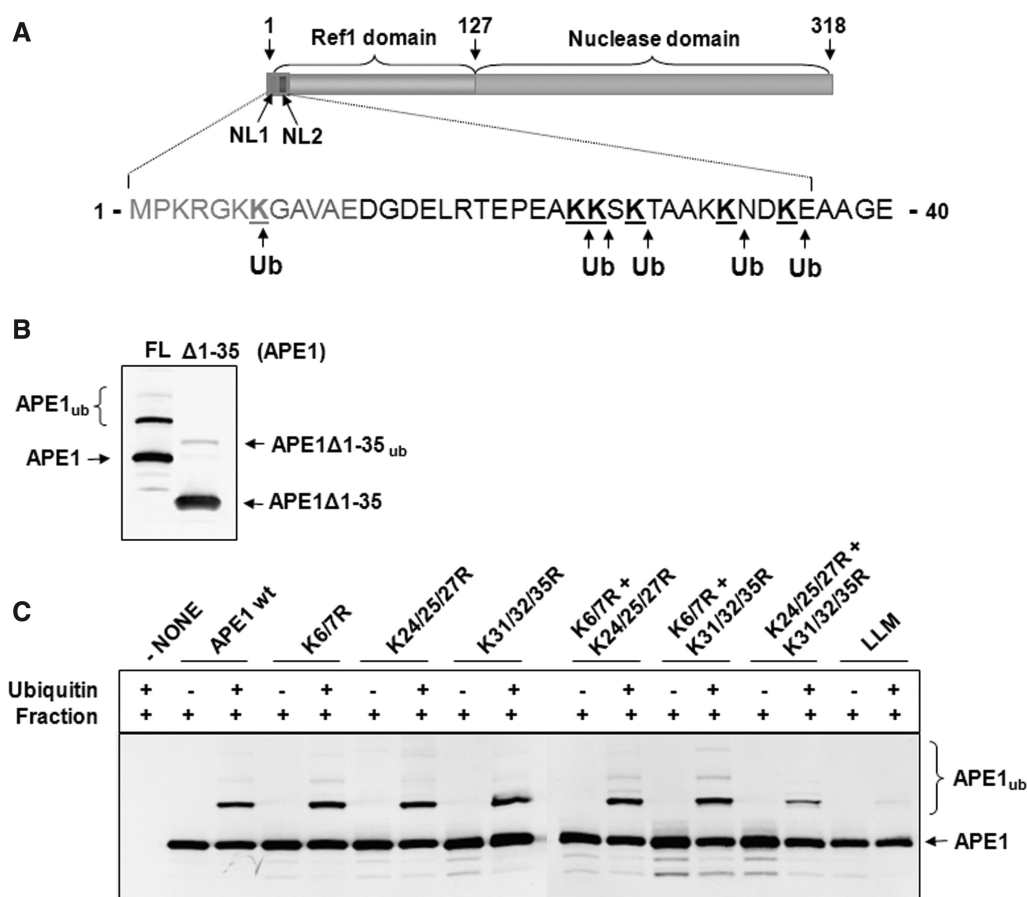 A
1 Ref1 domain 127 Nuclease domain 318
NL1 NL2
1 - MPKRGKKGAVAEDGDELRTEPEAKKSKTAAKKNDKEAAGE - 40
Ub Ub Ub Ub Ub
B
FL Δ1-35 (APE1)
APE1ub
APE1
APE1Δ1-35 ub
APE1Δ1-35
C
- NONE
APE1 wt
K6/7R
K24/25/27R
K31/32/35R
K6/7R +
K24/25/27R
K6/7R +
K31/32/35R
K24/25/27R +
K31/32/35R
LLM
Ubiquitin + - + - + - + - + - + - + - + - +
Fraction + + + + + + + + + + + + + + + + +
APE1ub
APE1